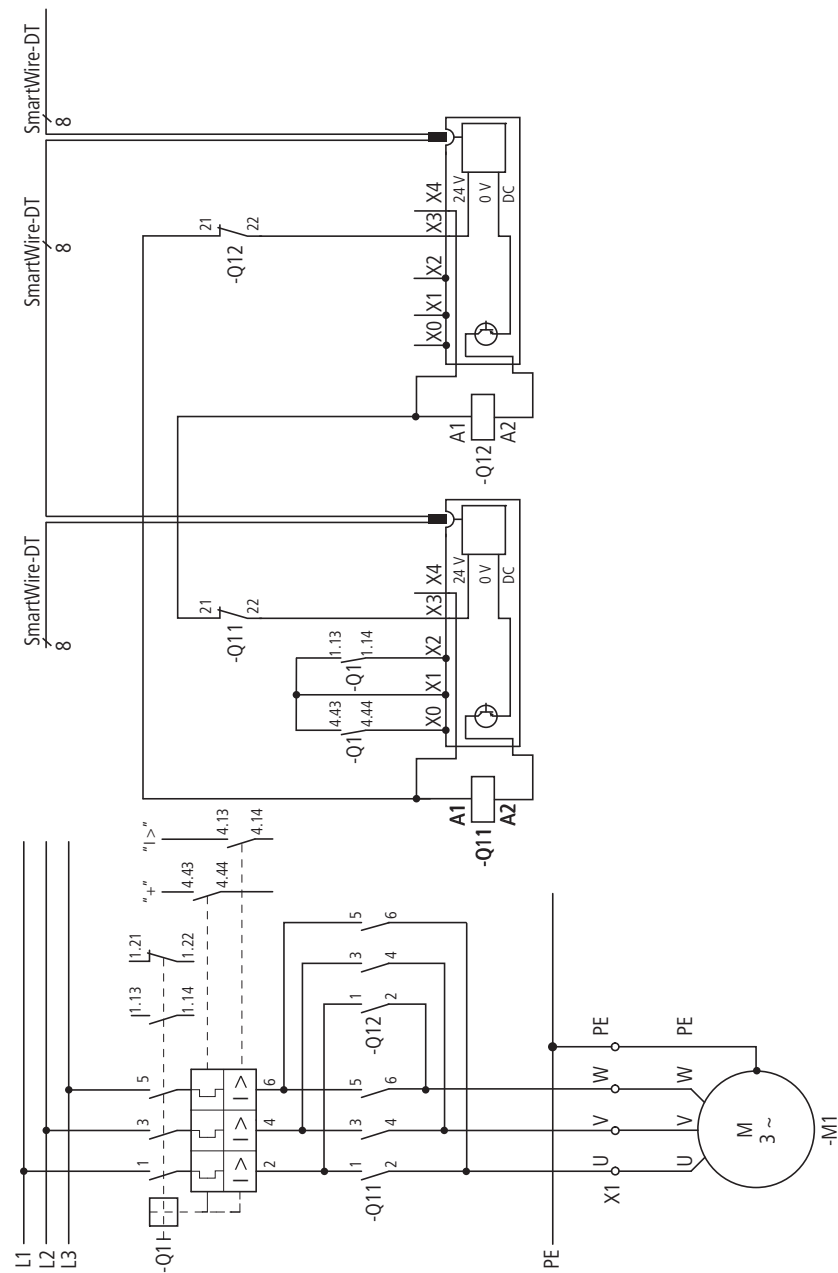 SmartWire-DT
8
SmartWire-DT
8
SmartWire-DT
8
21
22
-Q12
21
22
-Q11
1.13
1.14
-Q1
4.43
4.44
-Q1
X0
X1
X2
X3
X4
24 V
0 V
DC
X0
X1
X2
X3
X4
24 V
0 V
DC
A1
A2
-Q11
A1
A2
-Q12
L1
L2
L3
-Q1
1
3
5
1.13
1.14
1.21
1.22
"+"
4.43
4.44
"I >"
4.13
4.14
I >
I >
I >
2
4
6
-Q11
1
2
3
4
5
6
-Q12
1
2
3
4
5
6
PE
X1
U
V
W
PE
U
V
W
PE
M
3 ~
-M1